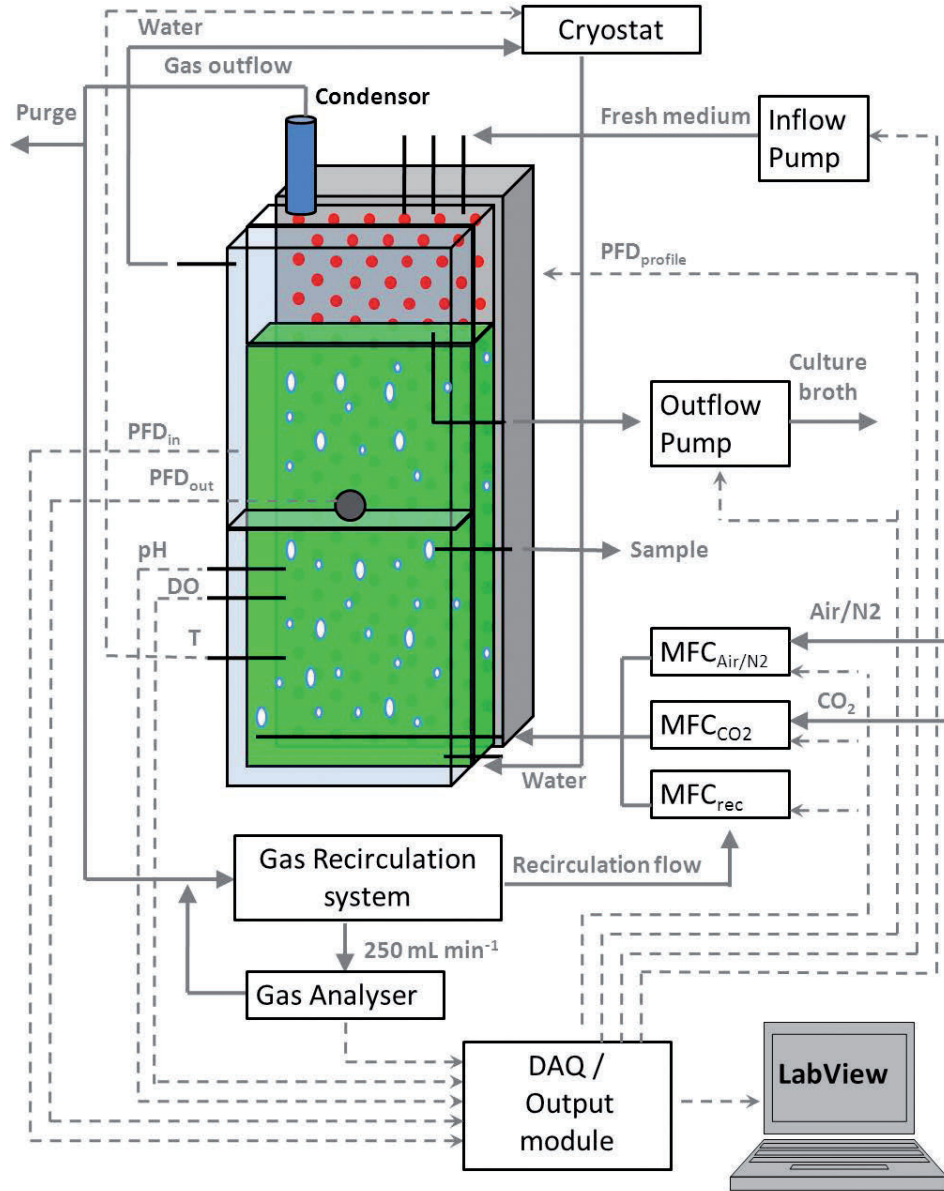 Water
Cryostat
Gas outflow
Condensor
Purge
Fresh medium
Inflow
Pump
PFDprofile
Culture
broth
Outflow
Pump
PFDin
PFDout
pH
DO
T
Sample
Air/N2
MFCAir/N2
CO2
MFCCO2
Water
MFCrec
Gas Recirculation
system
Recirculation flow
250 mL min-1
Gas Analyser
DAQ /
Output
module
LabView